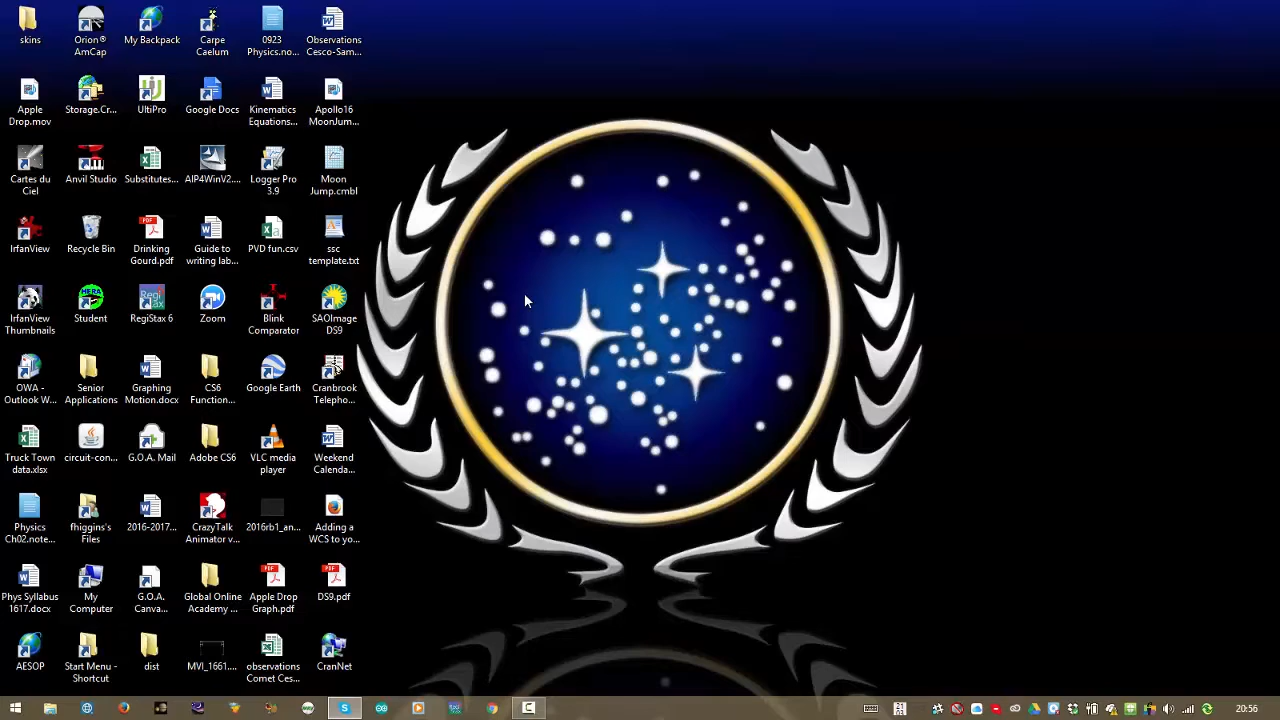 skins
Orion®
AmCap
My Backpack
Carpe
Caelum
0923
Physics.no...
Observations
Cesco-Sam...
Apple
Drop.mov
Storage.Cr...
UltiPro
Google Docs
Kinematics
Equations...
Apollo16
MoonJum...
Cartes du
Ciel
Anvil Studio
Substitutes...
AIP4WinV2....
Logger Pro
3.9
Moon
Jump.cmbl
IrfanView
Recycle Bin
Drinking
Gourd.pdf
Guide to
writing lab...
PVD fun.csv
ssc
template.txt
IrfanView
Thumbnails
Student
RegiStax 6
Zoom
Blink
Comparator
SAOImage
DS9
OWA -
Outlook W...
Senior
Applications
Graphing
Motion.docx
CS6
Function...
Google Earth
Cranbrook
Telepho...
Truck Town
data.xlsx
circuit-con...
G.O.A. Mail
Adobe CS6
VLC media
player
Weekend
Calenda...
Physics
Ch02.note...
fhiggins's
Files
2016-2017...
CrazyTalk
Animator v...
2016rb1_an...
Adding a
WCS to yo...
Phys Syllabus
1617.docx
My
Computer
G.O.A.
Canva...
Global Online
Academy ...
Apple Drop
Graph.pdf
DS9.pdf
AESOP
Start Menu -
Shortcut
dist
MVI_1661....
observations
Comet Ces...
CranNet
20:56